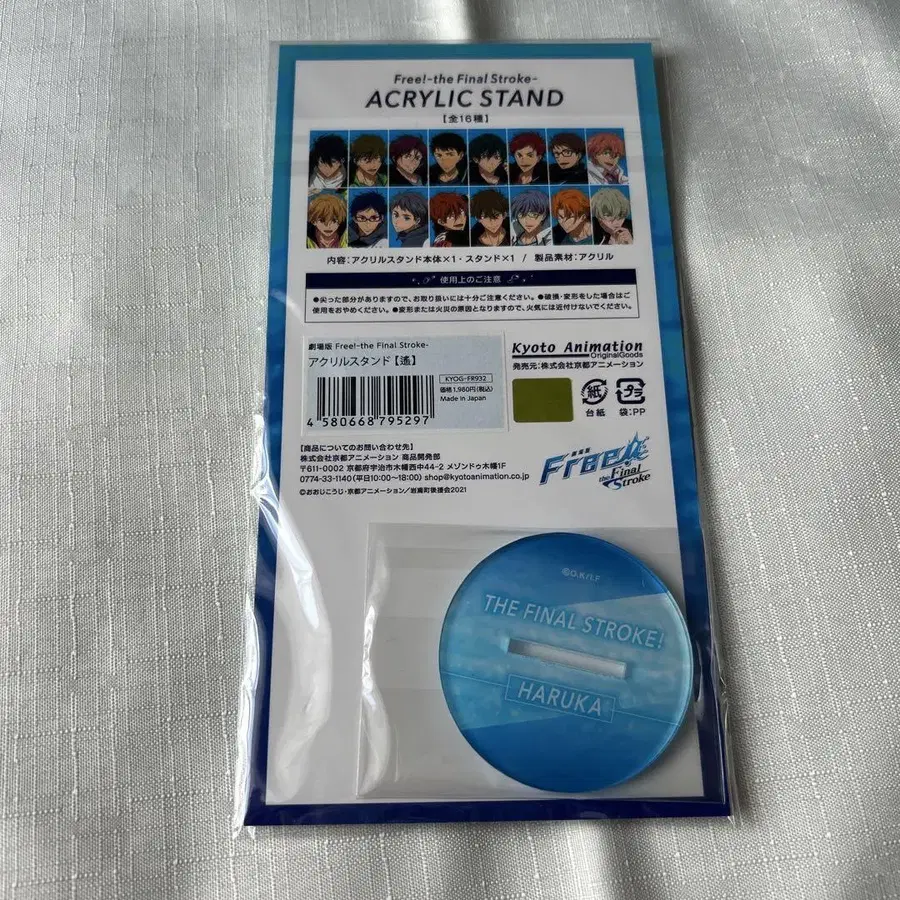 Free!-the Final Stroke-
ACRYLIC STAND
【全16種】
内容:アクリルスタンド本体×1・スタンド×1 / 製品素材:アクリル
使用上のご注意
●尖った部分がありますので、お取り扱いには十分ご注意ください。●破損・変形をした場合はご
使用をおやめください。●変形または火災の原因となりますので、火気には近付けないでください。
劇場版 Free!-the Final Stroke-
アクリルスタンド【遙】
KYOG-FR932
価格1,980円(税込)
Made in Japan
4 580668 795297
Kyoto Animation
OriginalGoods
発売元:株式会社京都アニメーション
紙
台紙
プラ
袋:PP
【商品についてのお問い合わせ先】
株式会社京都アニメーション 商品開発部
〒611-0002 京都府宇治市木幡西中44-2 メゾンドゥ木幡1F
0774-33-1140(平日10:00~18:00) shop@kyotoanimation.co.jp
©おおじこうじ・京都アニメーション/岩鳶町後援会2021
Free!
the Final
Stroke
©O,K/I,F
THE FINAL STROKE!
HARUKA